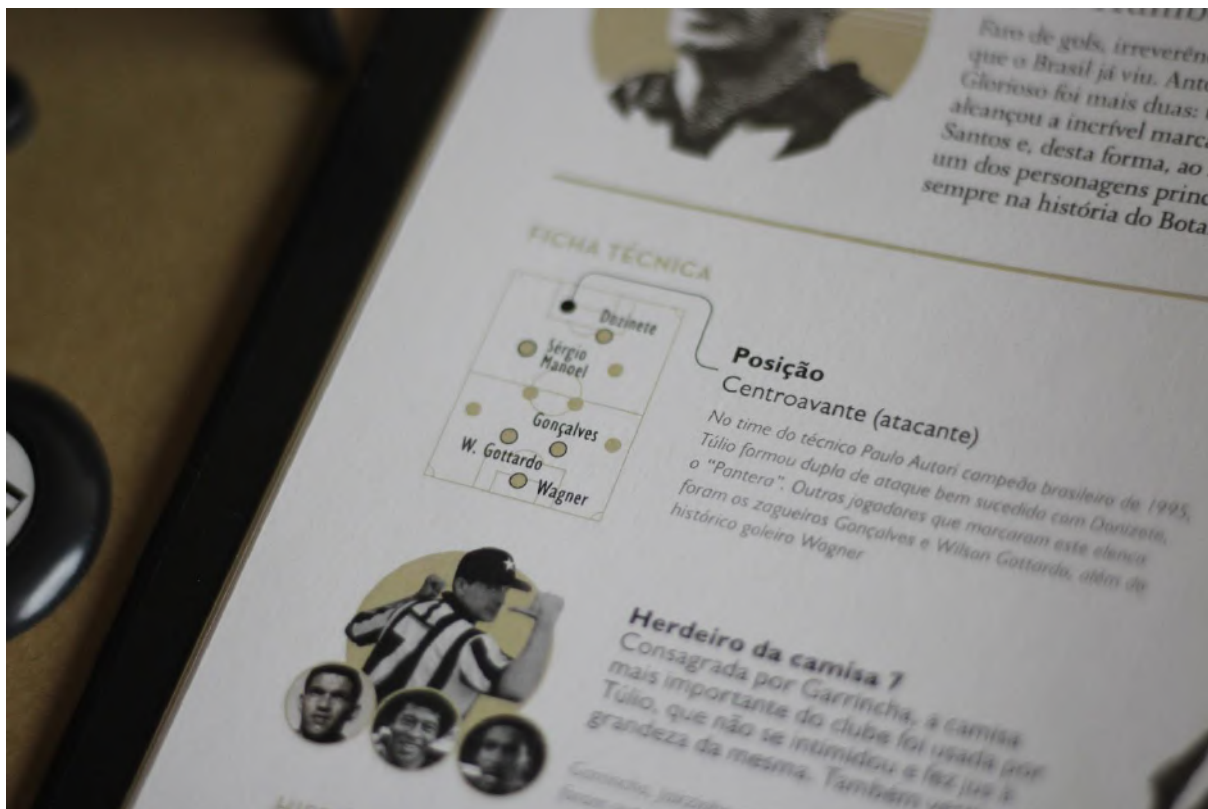 Faro de gols, irreverên
que o Brasil já viu. Ante
Glorioso foi mais duas:
alcançou a incrível marca
Santos e, desta forma, ao
um dos personagens princ
sempre na história do Bota
FICHA TÉCNICA
Dozinete
Sérgio
Manoel
Gonçalves
W. Gottardo
Wagner
Posição
Centroavante (atacante)
No time do técnico Paulo Autori campeão brasileiro de 1995,
Túlio formou dupla de ataque bem sucedido com Donizete,
o "Pantera". Outros jogadores que marcaram este elenco
foram os zagueiros Gonçalves e Wilson Gottardo, além do
histórico goleiro Wagner
Herdeiro da camisa 7
Consagrada por Garrincha, a camisa
mais importante do clube foi usada por
Túlio, que não se intimidou e fez jus à
grandeza da mesma. Também